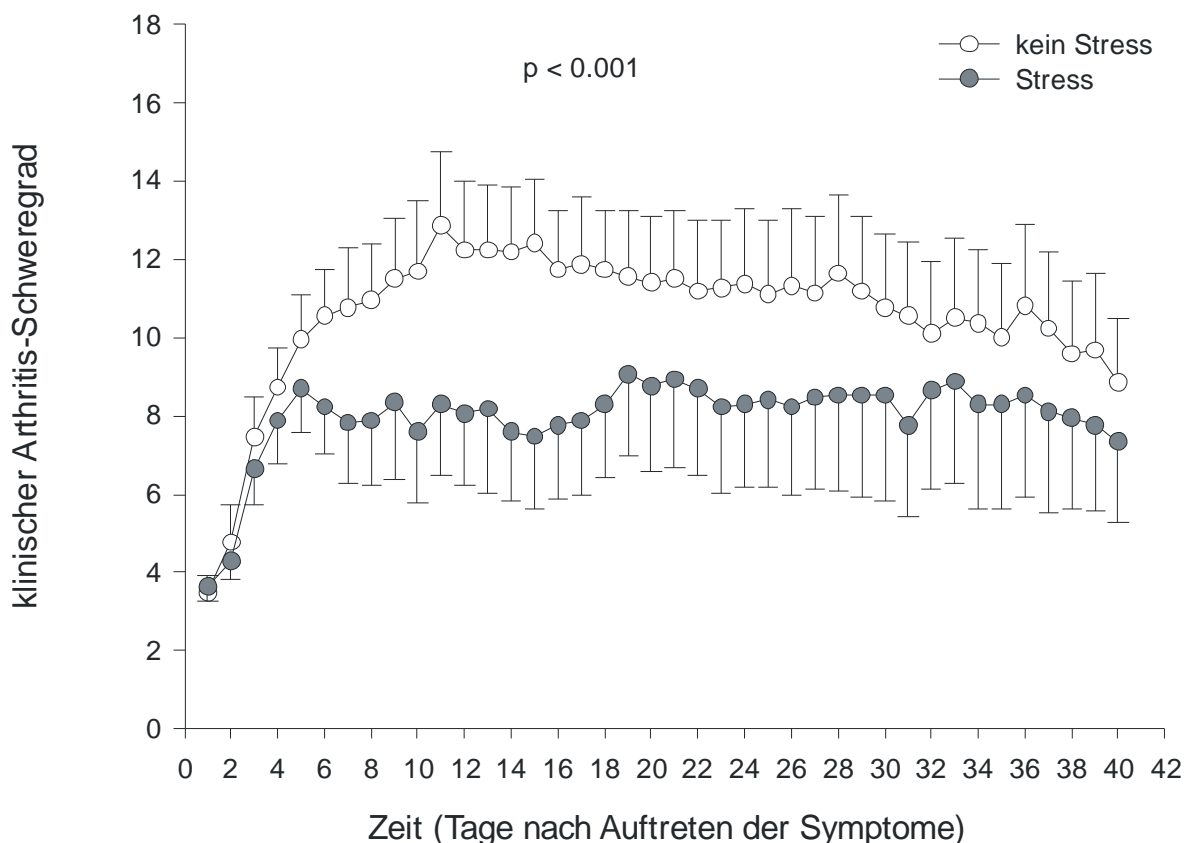 klinischer Arthritis-Schweregrad
18
16
14
12
10
8
6
4
2
0
p < 0.001
kein Stress
Stress
0 2 4 6 8 10 12 14 16 18 20 22 24 26 28 30 32 34 36 38 40 42
Zeit (Tage nach Auftreten der Symptome)